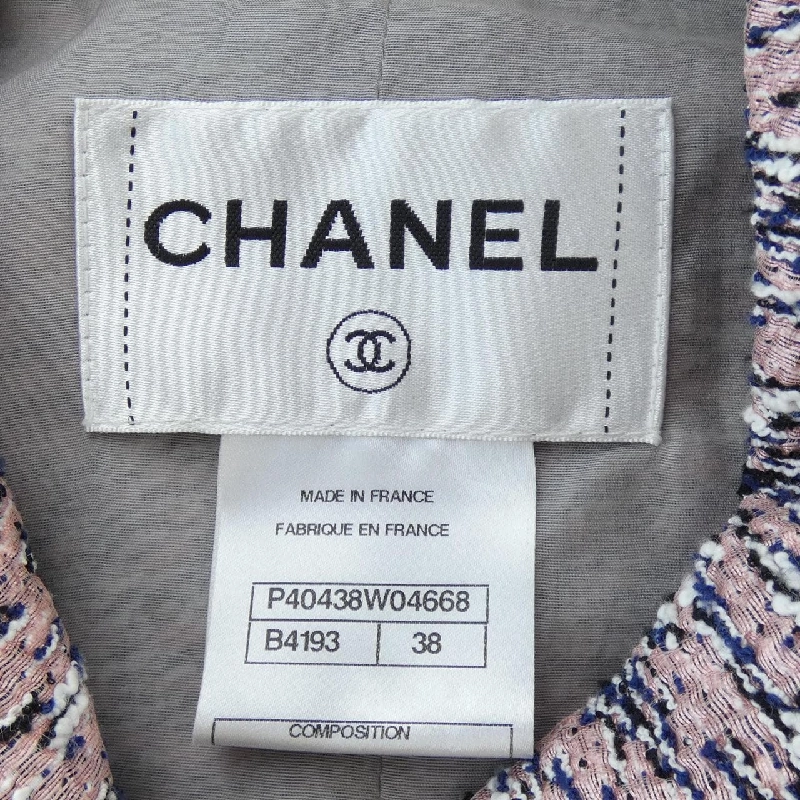 CHANEL
MADE IN FRANCE
FABRIQUE EN FRANCE
P40438W04668
B4193 38
COMPOSITION